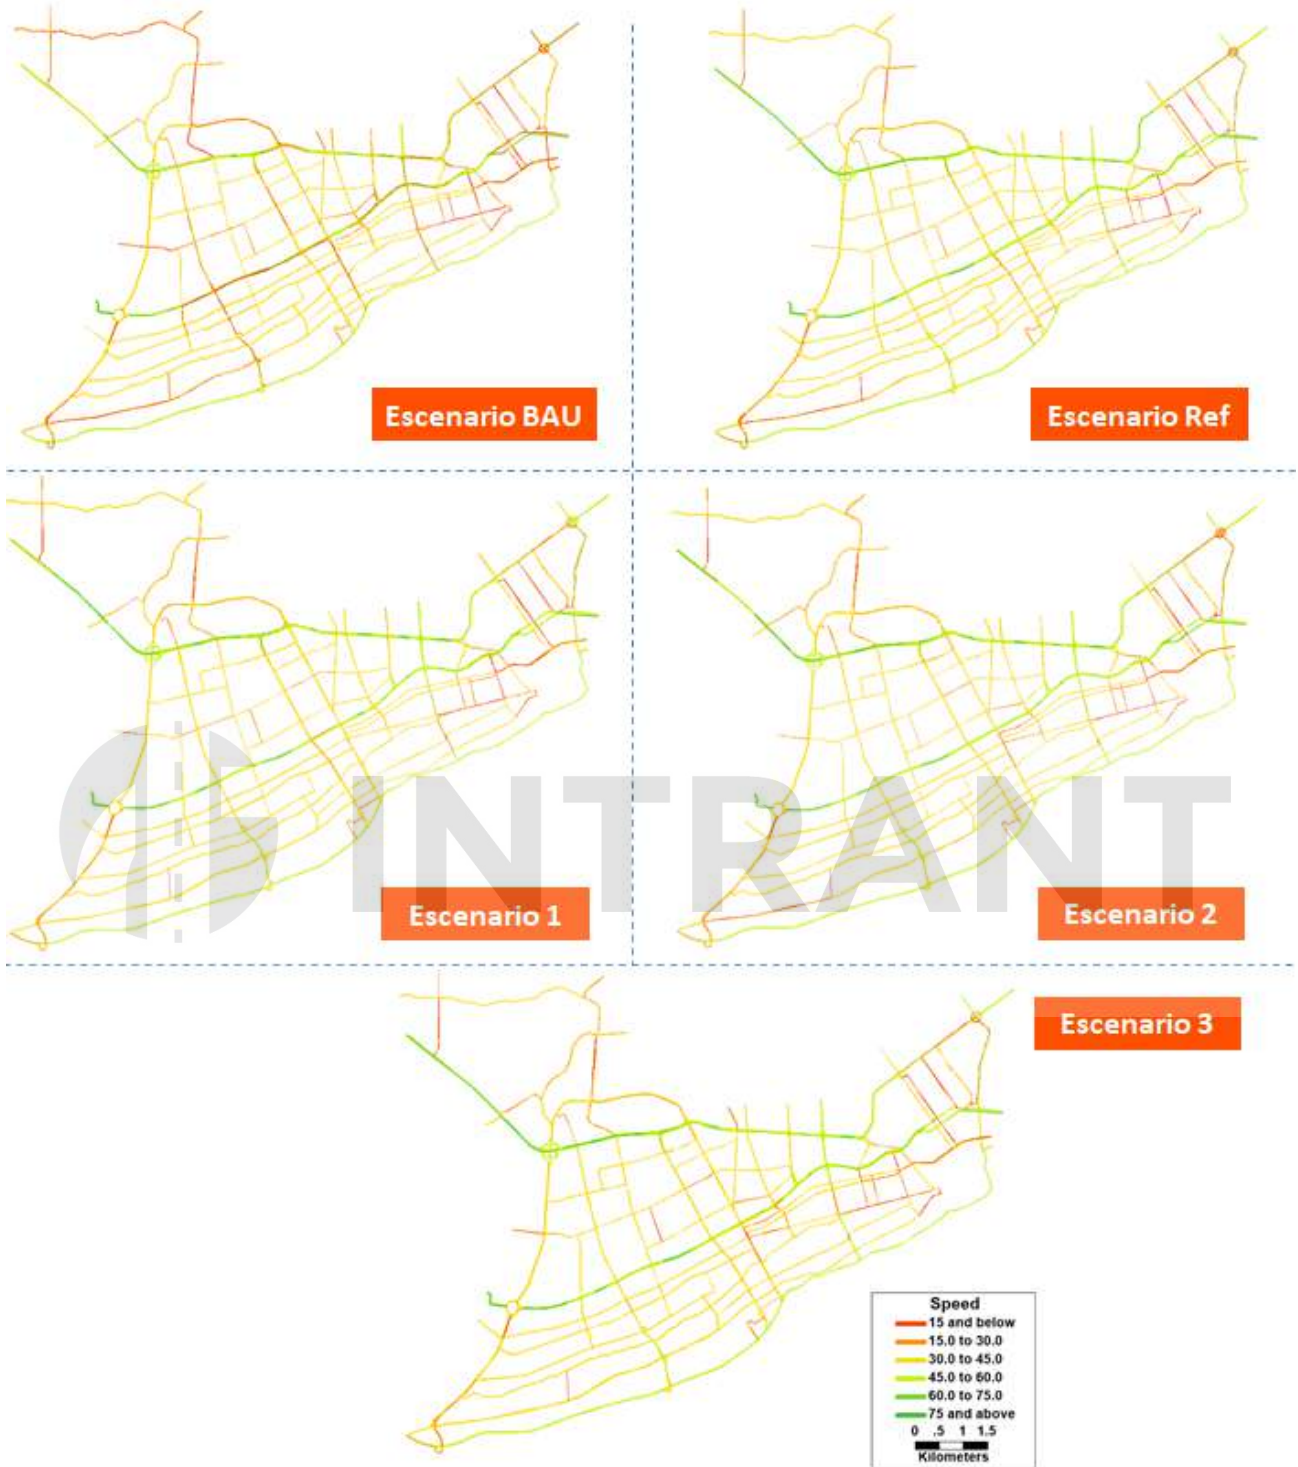 Escenario BAU
Escenario Ref
Escenario 1
Escenario 2
INTRANT
Escenario 3
Speed
15 and below
15.0 to 30.0
30.0 to 45.0
45.0 to 60.0
60.0 to 75.0
75 and above
0 .5 1 1.5
Kilometers